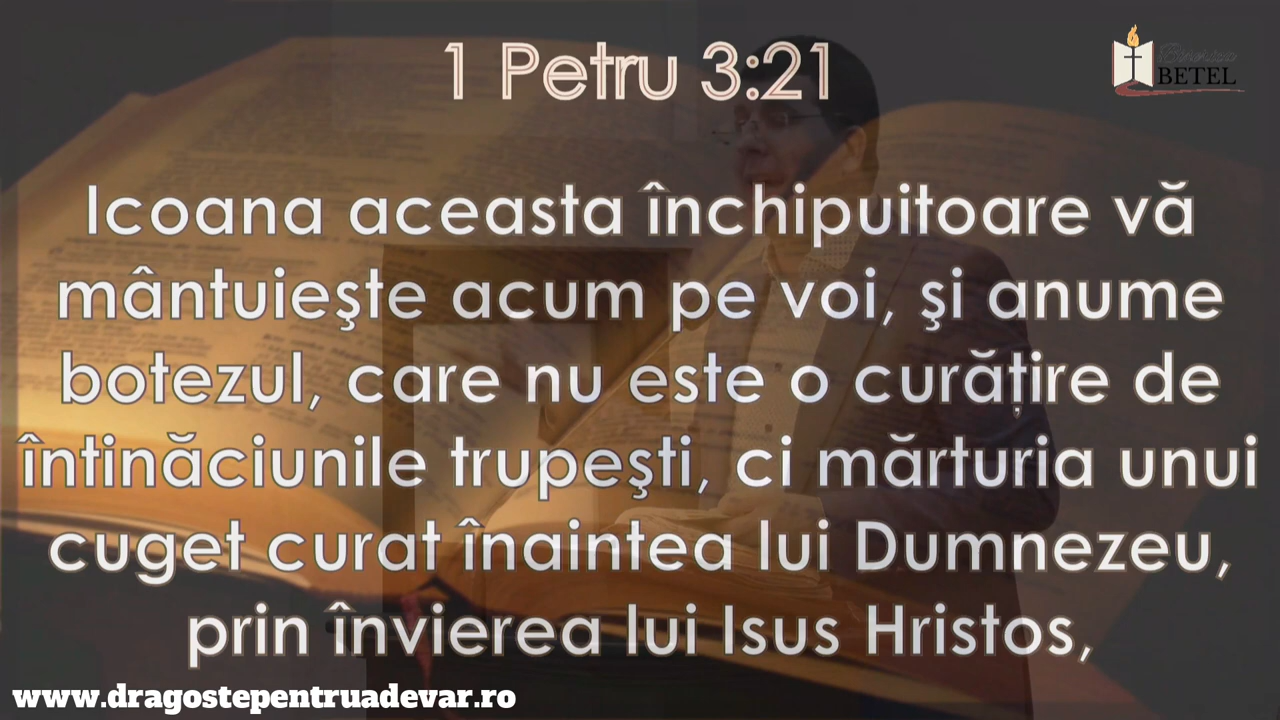 1 Petru 3:21
Biserica
BETEL
Icoana aceasta închipuitoare vă
mântuieşte acum pe voi, şi anume
botezul, care nu este o curăţire de
întinăciunile trupeşti, ci mărturia unui
cuget curat înaintea lui Dumnezeu,
prin învierea lui Isus Hristos,
www.dragostepentruadevar.ro